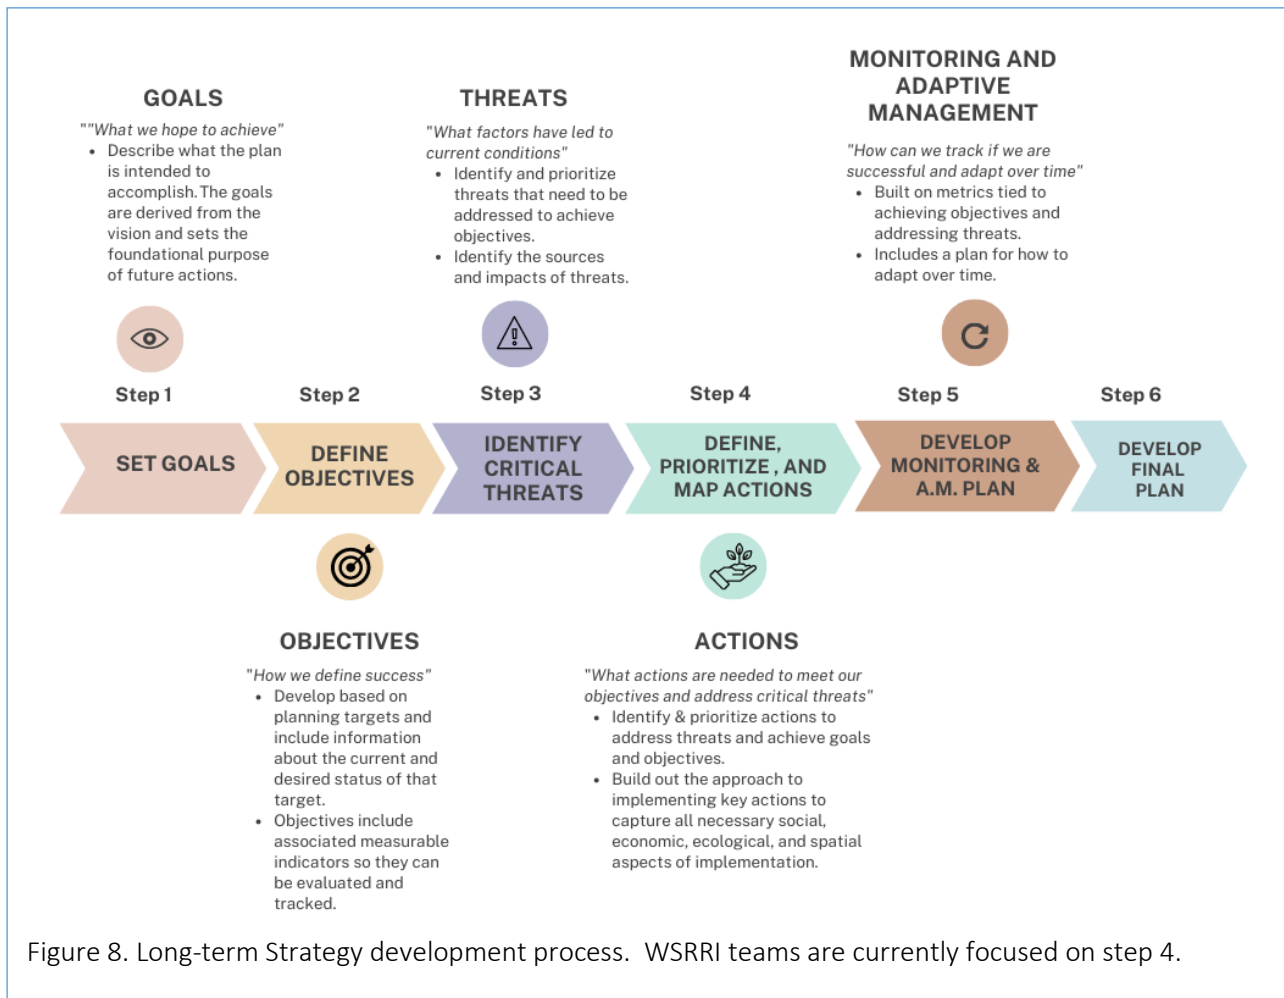 GOALS
""What we hope to achieve"
• Describe what the plan
is intended to
accomplish. The goals
are derived from the
vision and sets the
foundational purpose
of future actions.
THREATS
"What factors have led to
current conditions"
• Identify and prioritize
threats that need to be
addressed to achieve
objectives.
• Identify the sources
and impacts of threats.
MONITORING AND
ADAPTIVE
MANAGEMENT
"How can we track if we are
successful and adapt over time"
• Built on metrics tied to
achieving objectives and
addressing threats.
• Includes a plan for how to
adapt over time.
Step 1
Step 2
Step 3
Step 4
Step 5
Step 6
SET GOALS
DEFINE
OBJECTIVES
IDENTIFY
CRITICAL
THREATS
DEFINE,
PRIORITIZE , AND
MAP ACTIONS
DEVELOP
MONITORING &
A.M. PLAN
DEVELOP
FINAL
PLAN
OBJECTIVES
"How we define success"
• Develop based on
planning targets and
include information
about the current and
desired status of that
target.
• Objectives include
associated measurable
indicators so they can
be evaluated and
tracked.
ACTIONS
"What actions are needed to meet our
objectives and address critical threats"
• Identify & prioritize actions to
address threats and achieve goals
and objectives.
• Build out the approach to
implementing key actions to
capture all necessary social,
economic, ecological, and spatial
aspects of implementation.
Figure 8. Long-term Strategy development process.  WSRRI teams are currently focused on step 4.